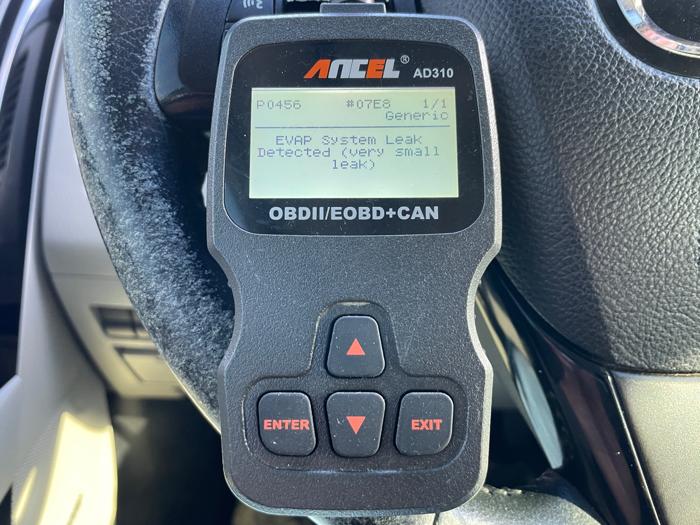 ANCEL® AD310
P0456 #07E8 1/1
Generic
EVAP System Leak
Detected (very small
leak)
OBDII/EOBD+CAN
ENTER EXIT